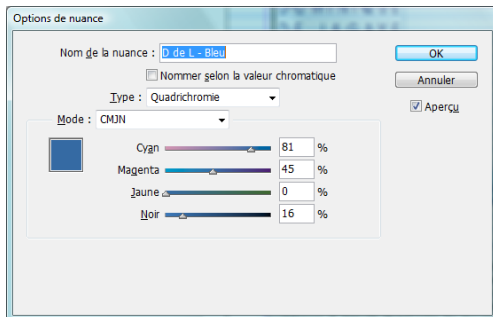 Options de nuance
Nom de la nuance : D de L - Bleu
OK
Nommer selon la valeur chromatique
Annuler
Type : Quadrichromie
Aperçu
Mode : CMJN
Cyan 81 %
Magenta 45 %
Jaune 0 %
Noir 16 %